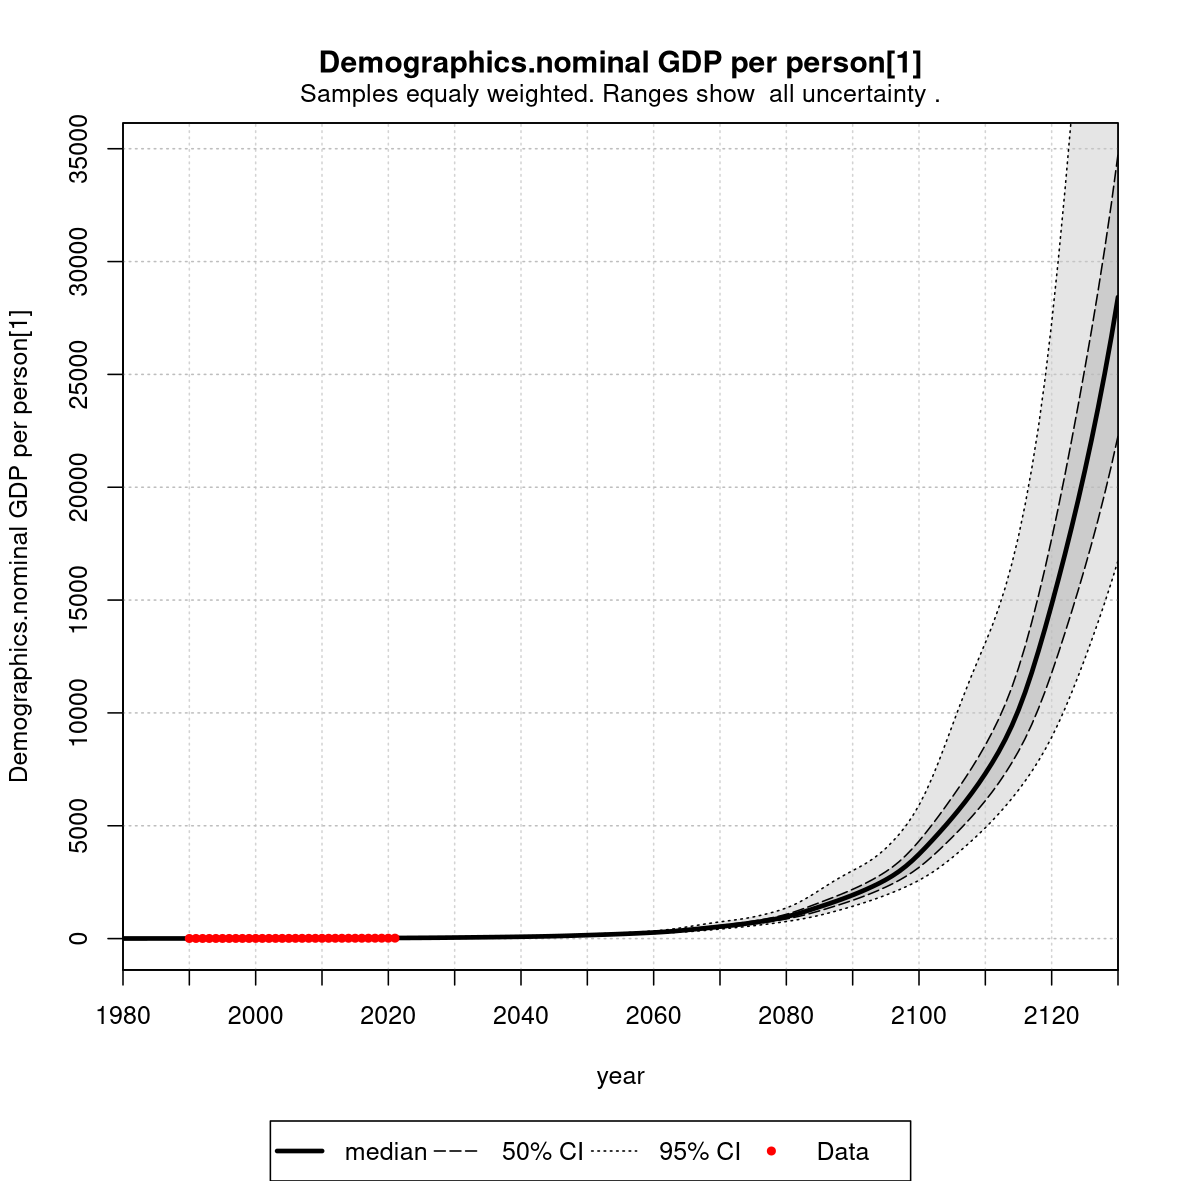 Demographics.nominal GDP per person[1]
Samples equaly weighted. Ranges show  all uncertainty .
Demographics.nominal GDP per person[1]
35000
30000
25000
20000
15000
10000
5000
0
1980 2000 2020 2040 2060 2080 2100 2120
year
median 50% CI 95% CI Data